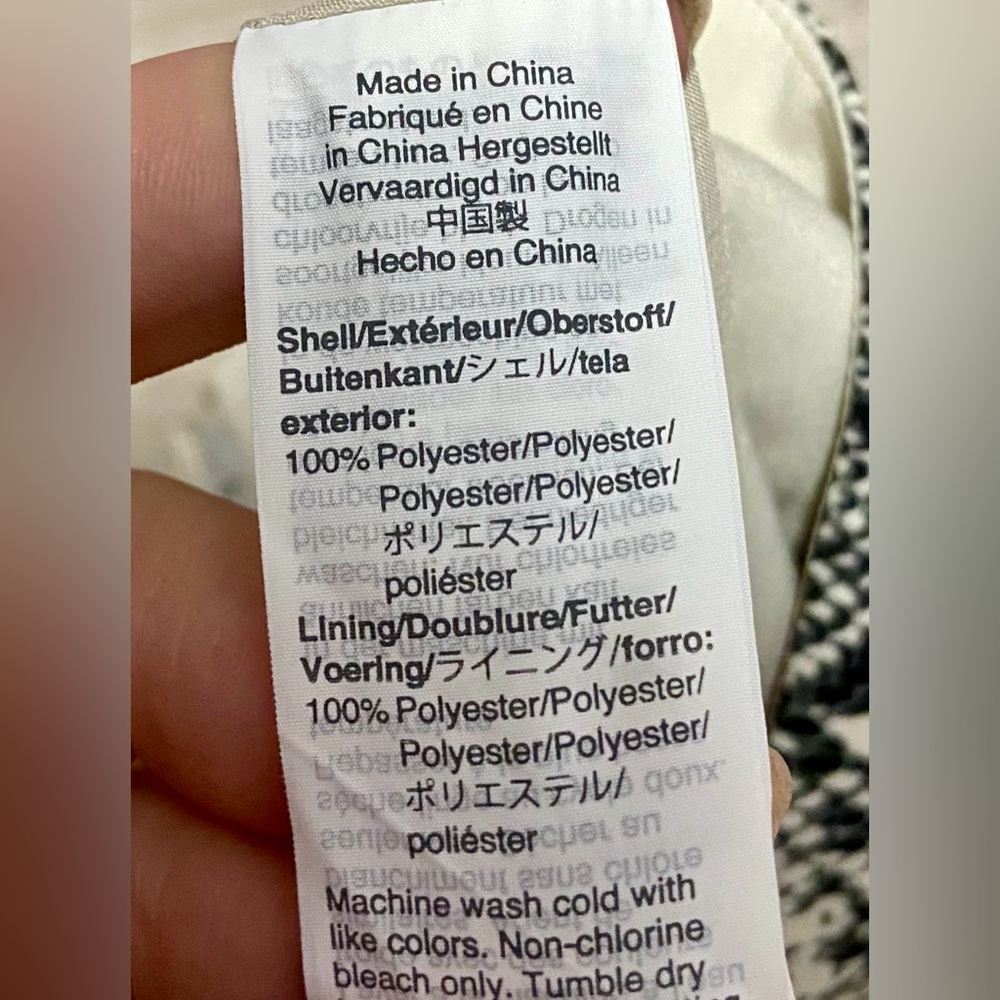 Made in China
Fabriqué en Chine
in China Hergestellt
Vervaardigd in China
中国製
Hecho en China
Shell/Extérieur/Oberstoff/
Buitenkant/シェル/tela
exterior:
100% Polyester/Polyester/
Polyester/Polyester/
ポリエステル/
poliéster
Lining/Doublure/Futter/
Voering/ライニング/forro:
100% Polyester/Polyester/
Polyester/Polyester/
ポリエステル/
poliéster
Machine wash cold with
like colors. Non-chlorine
bleach only. Tumble dry